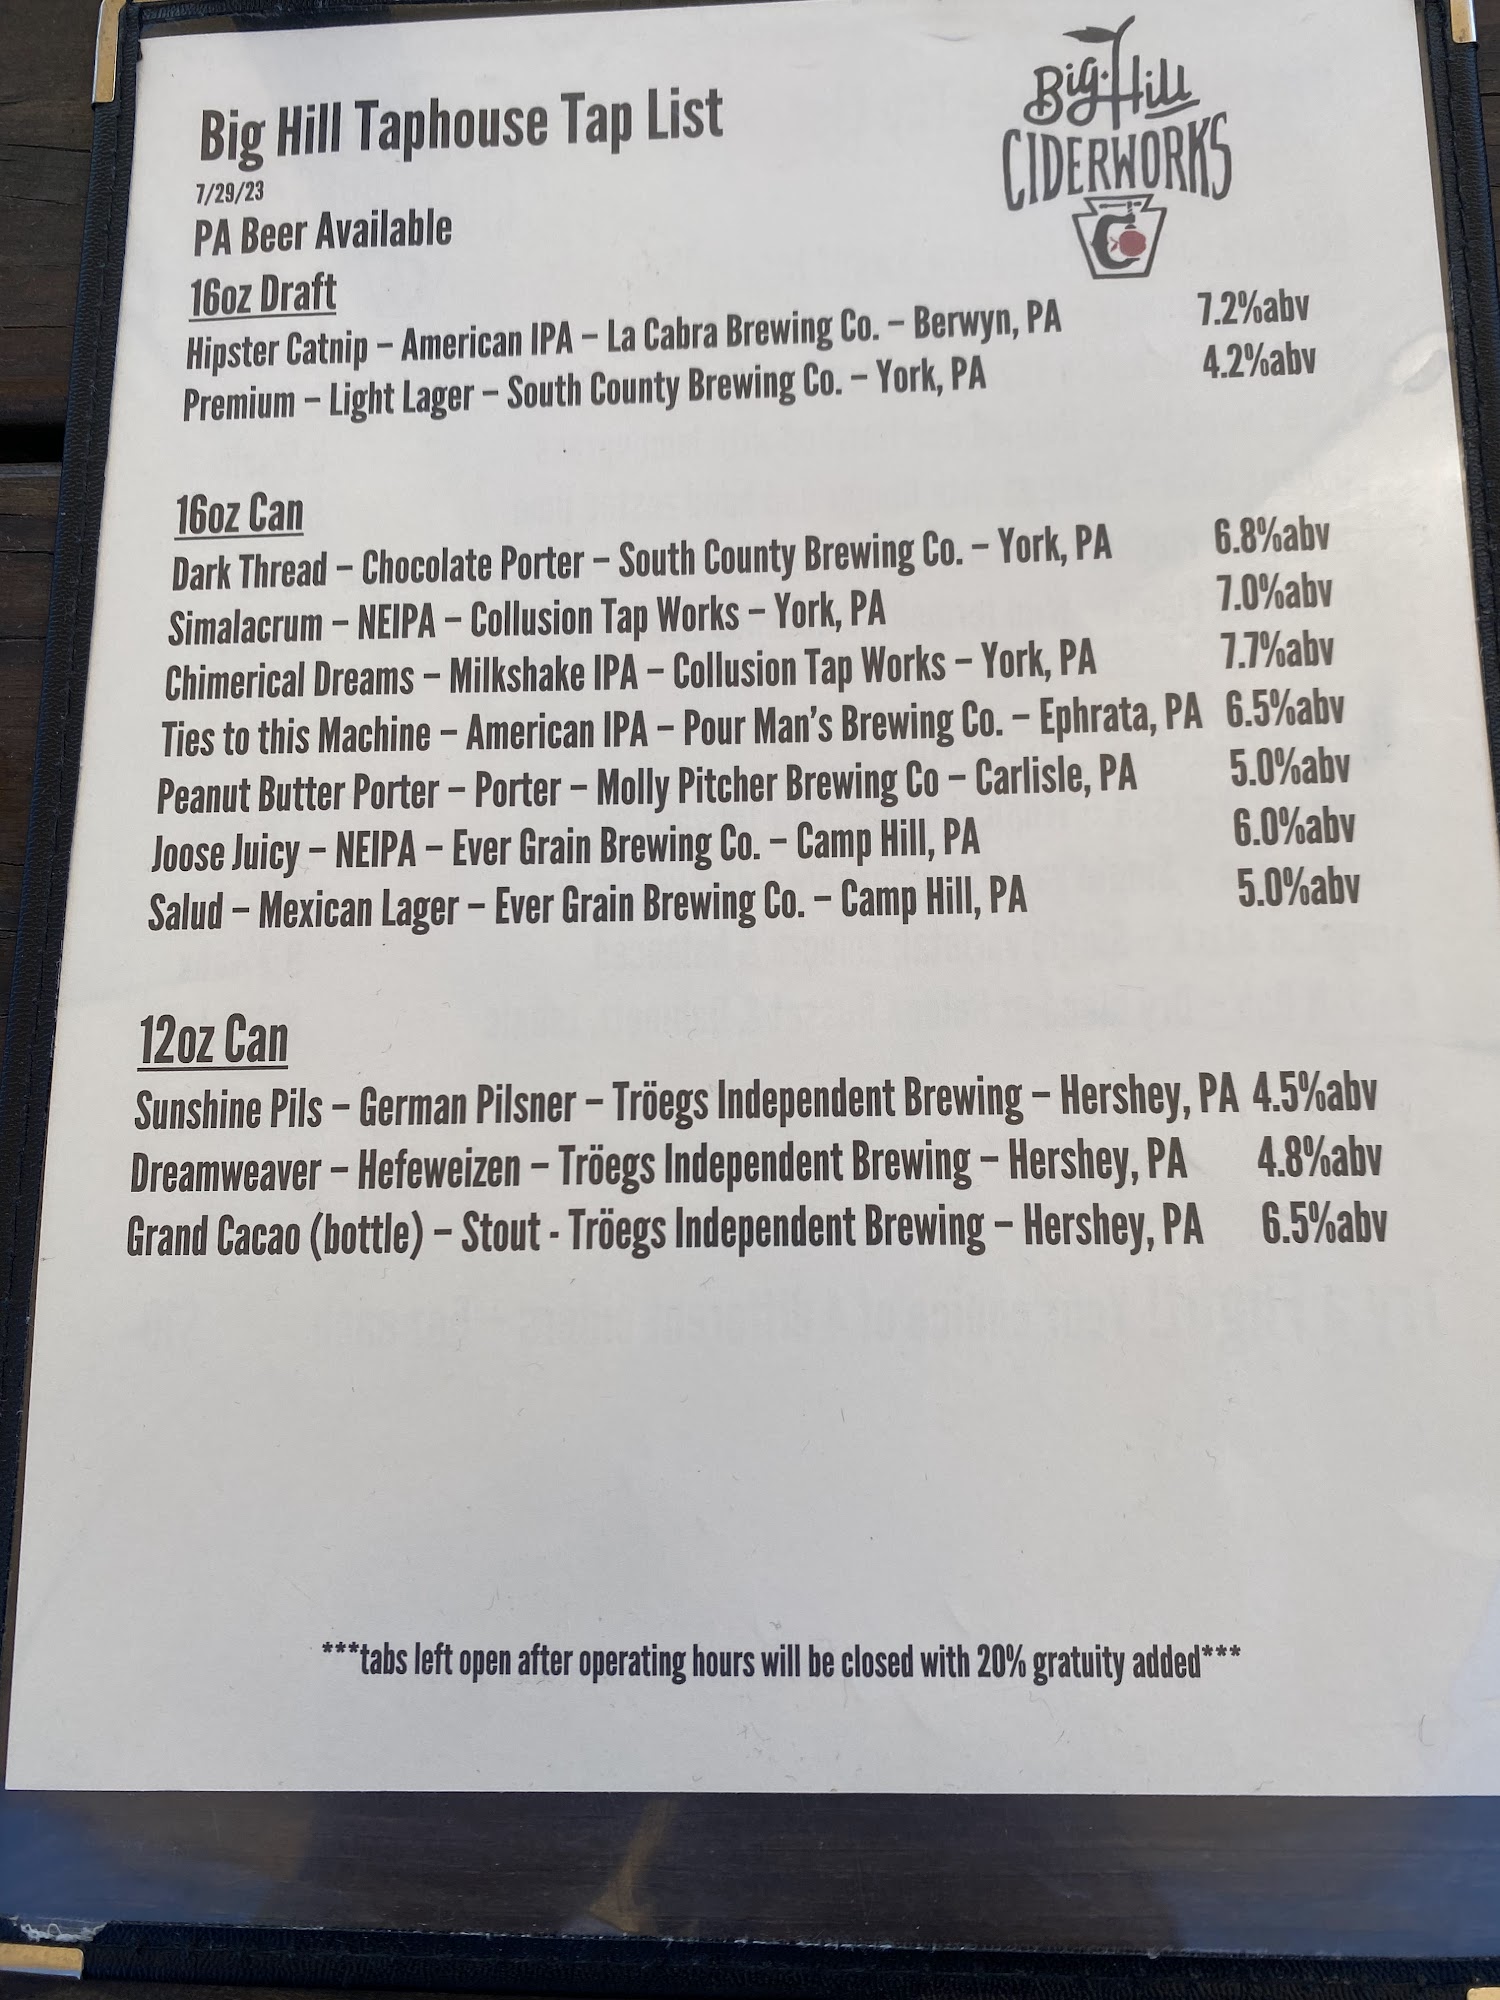 Big Hill
CIDERWORKS
Big Hill Taphouse Tap List
7/29/23
PA Beer Available
16oz Draft
Hipster Catnip – American IPA – La Cabra Brewing Co. – Berwyn, PA 7.2%abv
Premium – Light Lager – South County Brewing Co. – York, PA 4.2%abv
16oz Can
Dark Thread – Chocolate Porter – South County Brewing Co. – York, PA 6.8%abv
Simalacrum – NEIPA – Collusion Tap Works – York, PA 7.0%abv
Chimerical Dreams – Milkshake IPA – Collusion Tap Works – York, PA 7.7%abv
Ties to this Machine – American IPA – Pour Man's Brewing Co. – Ephrata, PA 6.5%abv
Peanut Butter Porter – Porter – Molly Pitcher Brewing Co – Carlisle, PA 5.0%abv
Joose Juicy – NEIPA – Ever Grain Brewing Co. – Camp Hill, PA 6.0%abv
Salud – Mexican Lager – Ever Grain Brewing Co. – Camp Hill, PA 5.0%abv
12oz Can
Sunshine Pils – German Pilsner – Tröegs Independent Brewing – Hershey, PA 4.5%abv
Dreamweaver – Hefeweizen – Tröegs Independent Brewing – Hershey, PA 4.8%abv
Grand Cacao (bottle) – Stout - Tröegs Independent Brewing – Hershey, PA 6.5%abv
***tabs left open after operating hours will be closed with 20% gratuity added***